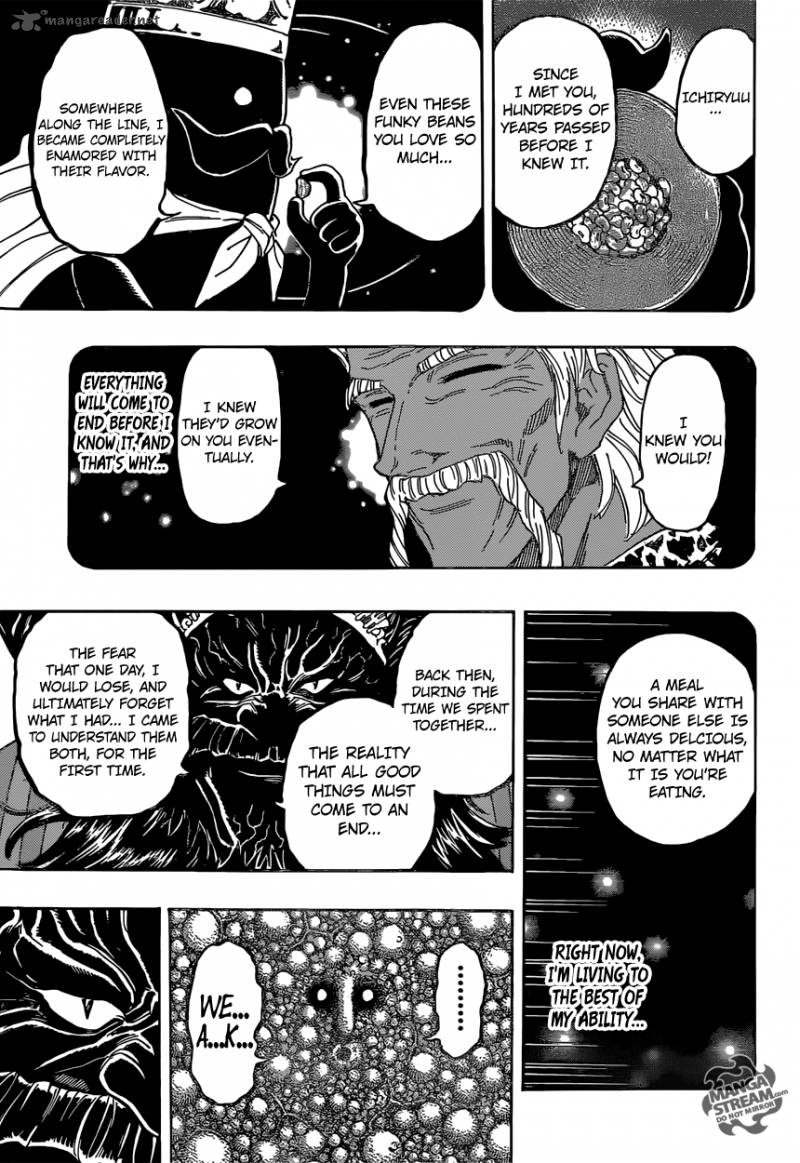 mangareader.net
ICHIRYUU
...
SINCE
I MET YOU,
HUNDREDS OF
YEARS PASSED
BEFORE I
KNEW IT.
EVEN THESE
FUNKY BEANS
YOU LOVE SO
MUCH...
SOMEWHERE
ALONG THE LINE, I
BECAME COMPLETELY
ENAMORED WITH
THEIR FLAVOR.
I
KNEW YOU
WOULD!
I KNEW
THEY'D GROW
ON YOU EVEN-
TUALLY.
EVERYTHING
WILL COME TO
END BEFORE I
KNOW IT, AND
THAT'S WHY...
A MEAL
YOU SHARE WITH
SOMEONE ELSE IS
ALWAYS DELCIOUS,
NO MATTER WHAT
IT IS YOU'RE
EATING.
RIGHT NOW,
I'M LIVING TO
THE BEST OF
MY ABILITY...
BACK THEN,
DURING THE
TIME WE SPENT
TOGETHER...
THE REALITY
THAT ALL GOOD
THINGS MUST
COME TO AN
END...
THE FEAR
THAT ONE DAY, I
WOULD LOSE, AND
ULTIMATELY FORGET
WHAT I HAD... I CAME
TO UNDERSTAND THEM
BOTH, FOR THE
FIRST TIME.
........
WE...
A...K...
MANGA
STREAM.COM
DO NOT MIRROR